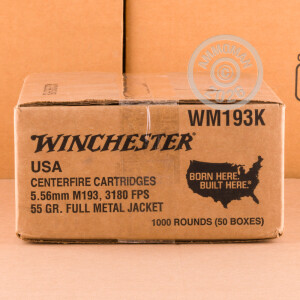 WM193K
WINCHESTER
USA
CENTERFIRE CARTRIDGES
5.56mm M193, 3180 FPS
55 GR. FULL METAL JACKET
BORN HERE.
BUILT HERE.®
1000 ROUNDS (50 BOXES)